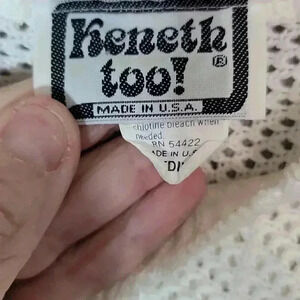 Keneth
too!
®
MADE IN U.S.A.
chlorine bleach when
needed.
RN 54422
MADE IN U.S